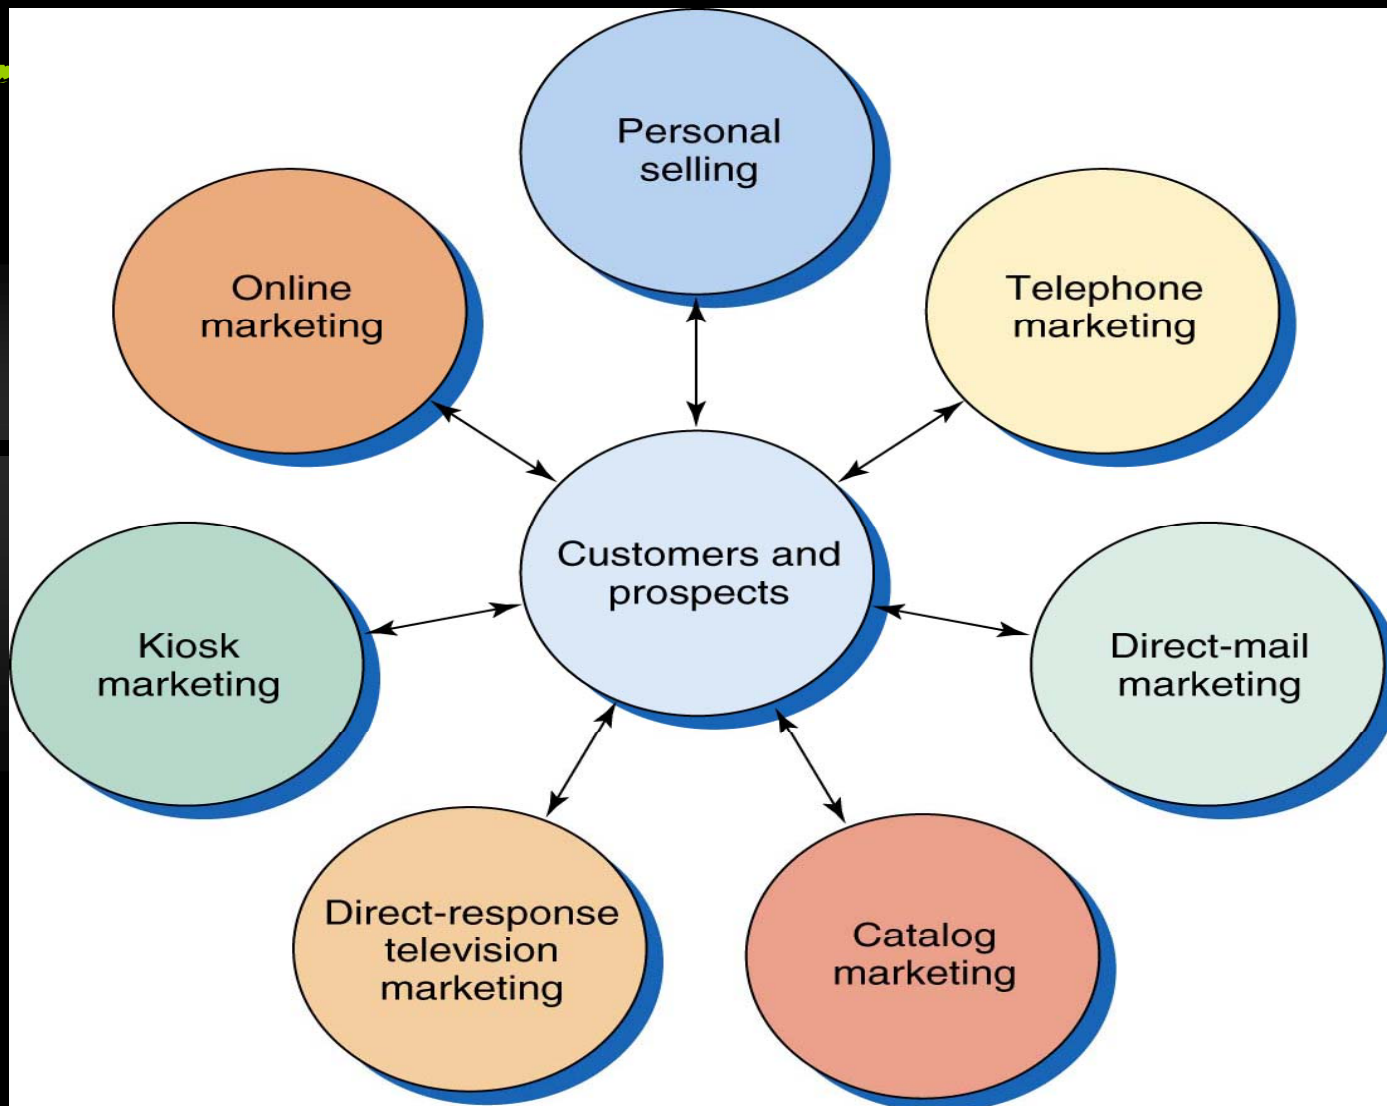 Personal
selling
Online
marketing
Telephone
marketing
Customers and
prospects
Kiosk
marketing
Direct-mail
marketing
Direct-response
television
marketing
Catalog
marketing